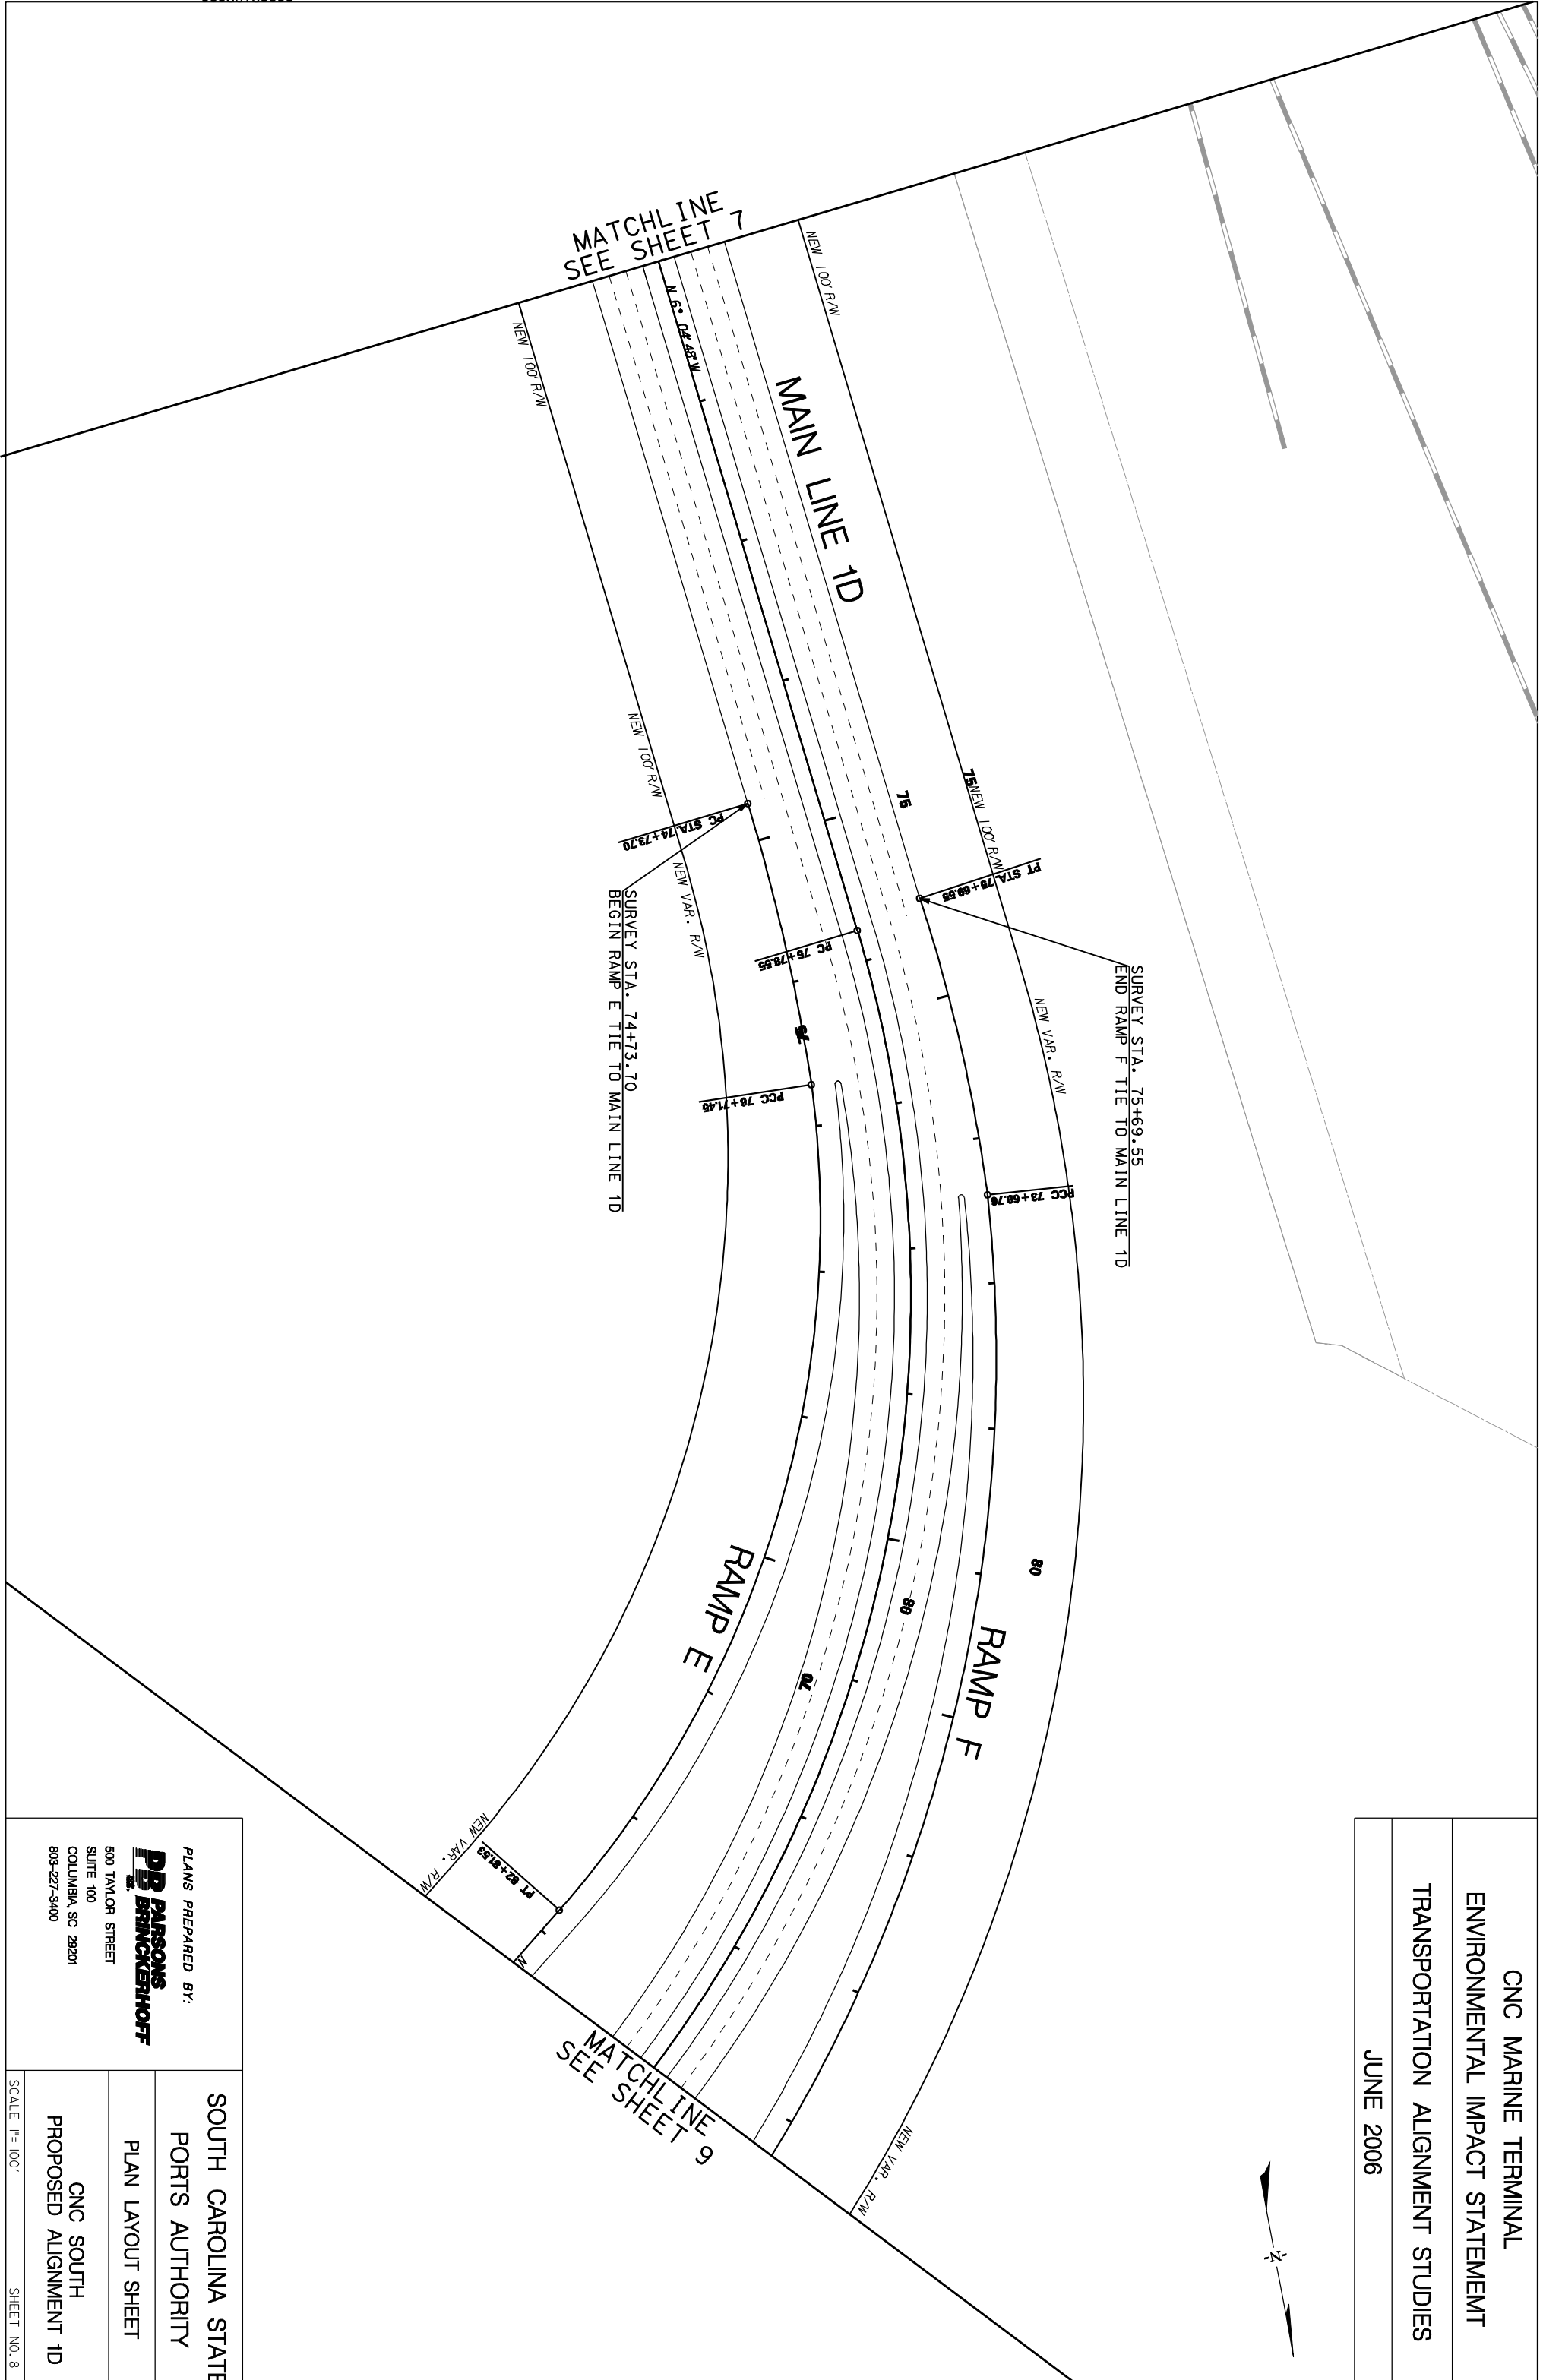 CNC MARINE TERMINAL
ENVIRONMENTAL IMPACT STATEMEMT
TRANSPORTATION ALIGNMENT STUDIES
JUNE 2006
MATCHLINE
SEE SHEET 7
NEW 100' R/W
NEW 100' R/W
N 6° 04' 48" W
MAIN LINE 1D
NEW 100' R/W
NEW 100' R/W
75
75
PC STA. 74+73.70
PT STA. 75+69.55
NEW VAR. R/W
SURVEY STA. 74+73.70
BEGIN RAMP E TIE TO MAIN LINE 1D
PC 75+78.55
SURVEY STA. 75+69.55
END RAMP F TIE TO MAIN LINE 1D
NEW VAR. R/W
PCC 76+71.45
PCC 73+60.76
80
80
70
RAMP E
RAMP F
NEW VAR. R/W
PT 82+81.53
N
MATCHLINE
SEE SHEET 9
NEW VAR. R/W
N
PLANS PREPARED BY:
PB PARSONS
BRINCKERHOFF
500 TAYLOR STREET
SUITE 100
COLUMBIA, SC 29201
803-227-3400
SOUTH CAROLINA STATE
PORTS AUTHORITY
PLAN LAYOUT SHEET
CNC SOUTH
PROPOSED ALIGNMENT 1D
SCALE 1"= 100'
SHEET NO. 8